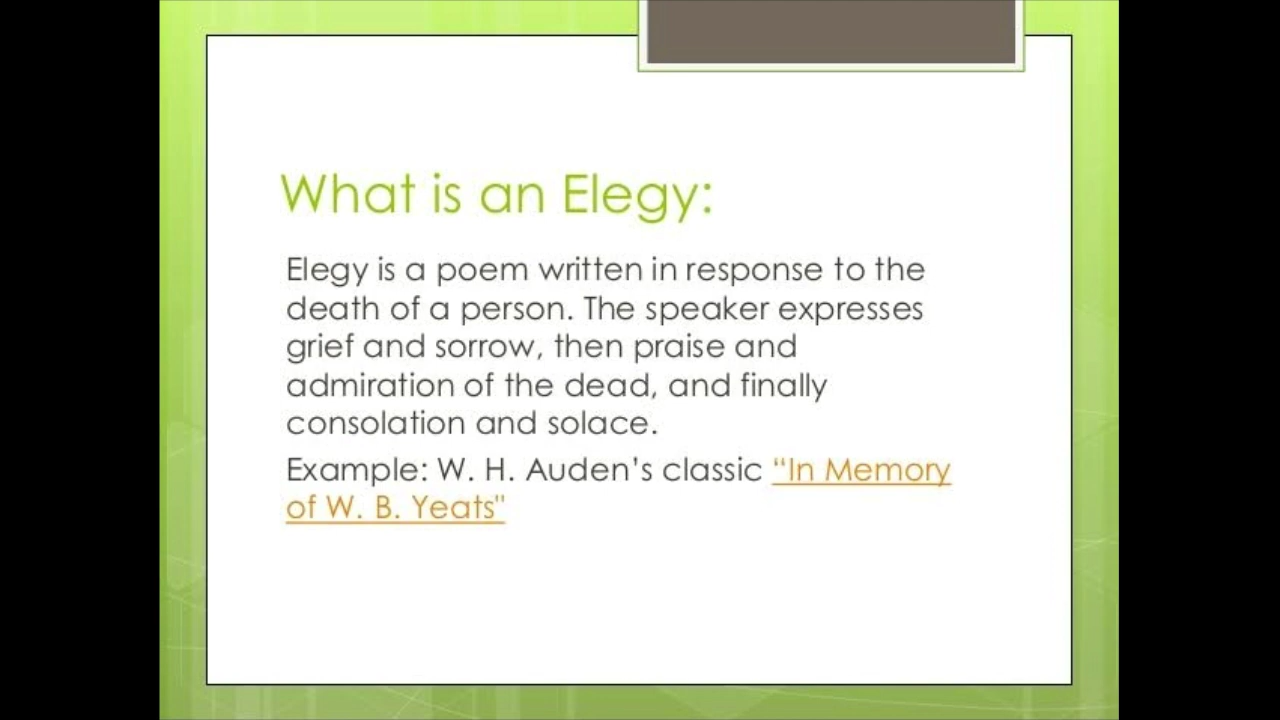 What is an Elegy:
Elegy is a poem written in response to the
death of a person. The speaker expresses
grief and sorrow, then praise and
admiration of the dead, and finally
consolation and solace.
Example: W. H. Auden’s classic “In Memory
of W. B. Yeats"